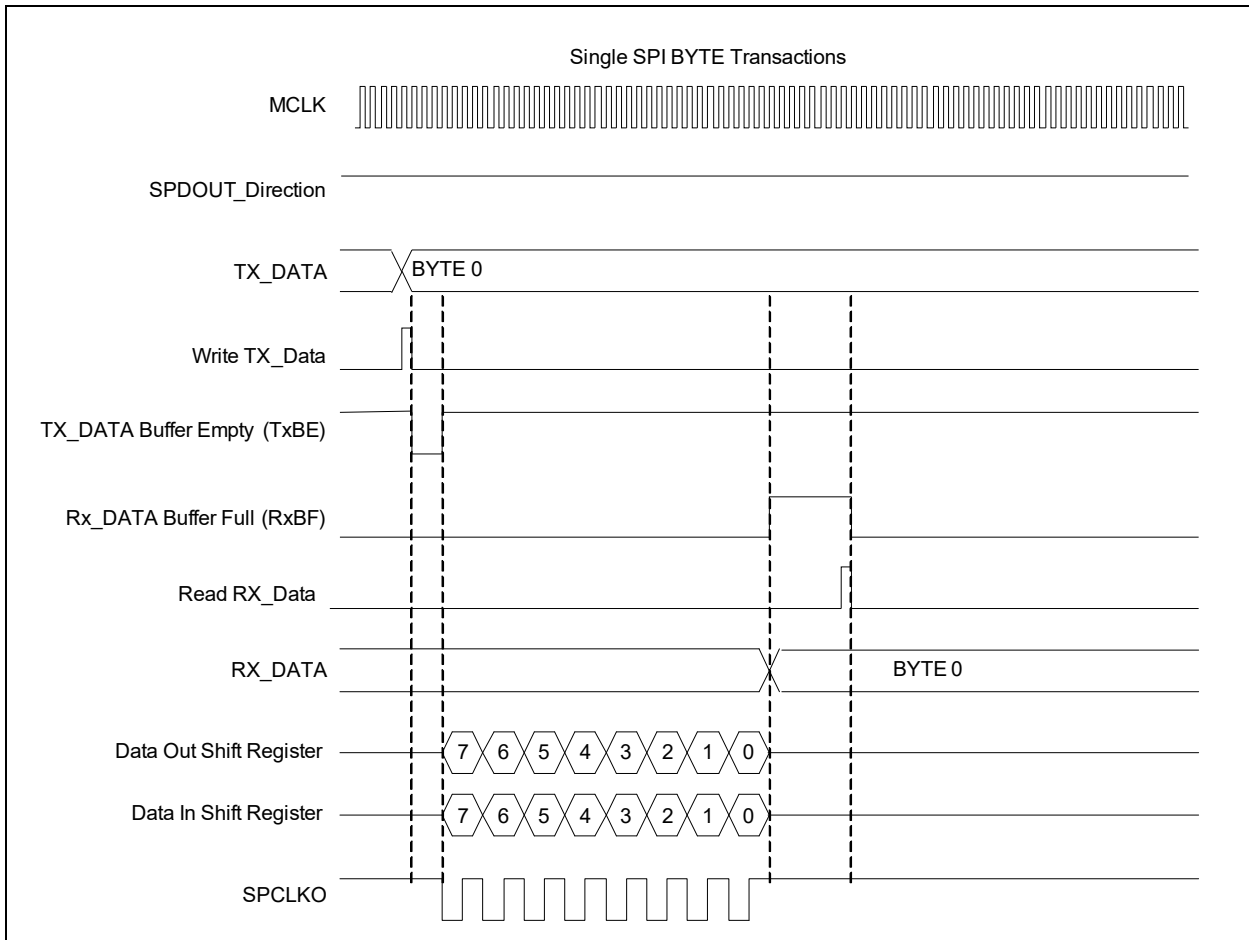 Single SPI BYTE Transactions
MCLK
SPDOUT_Direction
TX_DATA
BYTE 0
Write TX_Data
TX_DATA Buffer Empty (TxBE)
Rx_DATA Buffer Full (RxBF)
Read RX_Data
RX_DATA
BYTE 0
Data Out Shift Register
7 6 5 4 3 2 1 0
Data In Shift Register
7 6 5 4 3 2 1 0
SPCLKO